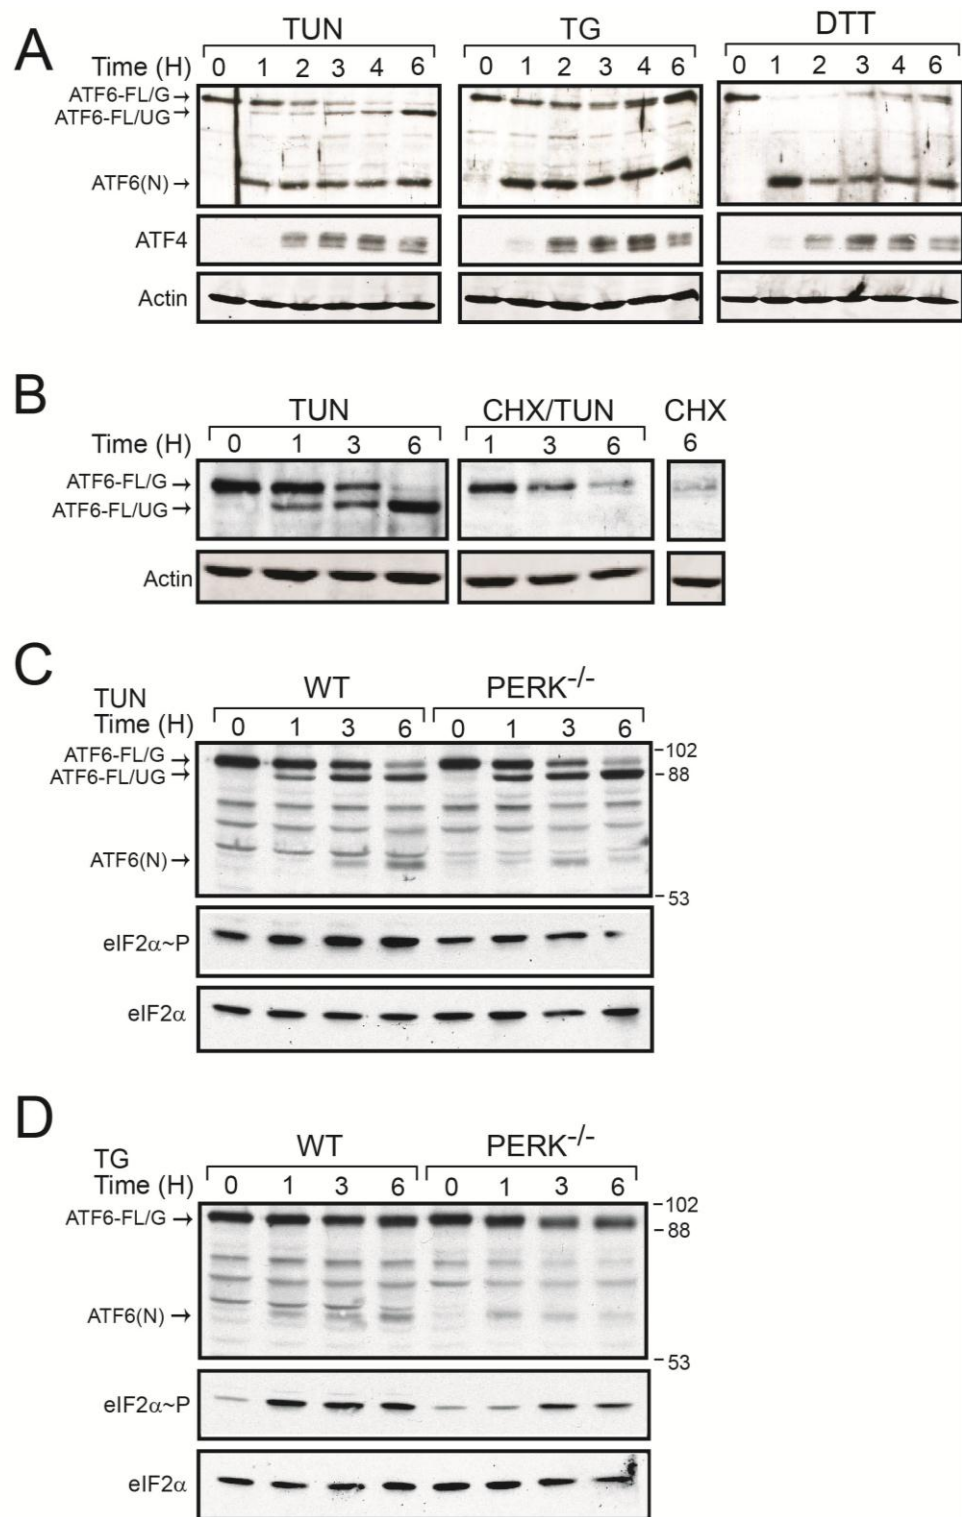 A
TUN TG DTT
Time (H) 0 1 2 3 4 6 0 1 2 3 4 6 0 1 2 3 4 6
ATF6-FL/G →
ATF6-FL/UG →
ATF6(N) →
ATF4
Actin
B
TUN CHX/TUN CHX
Time (H) 0 1 3 6 1 3 6 6
ATF6-FL/G →
ATF6-FL/UG →
Actin
C
WT PERK-/-
TUN
Time (H) 0 1 3 6 0 1 3 6
ATF6-FL/G → -102
ATF6-FL/UG → -88
ATF6(N) →
-53
eIF2α~P
eIF2α
D
WT PERK-/-
TG
Time (H) 0 1 3 6 0 1 3 6
ATF6-FL/G → -102
-88
ATF6(N) →
-53
eIF2α~P
eIF2α